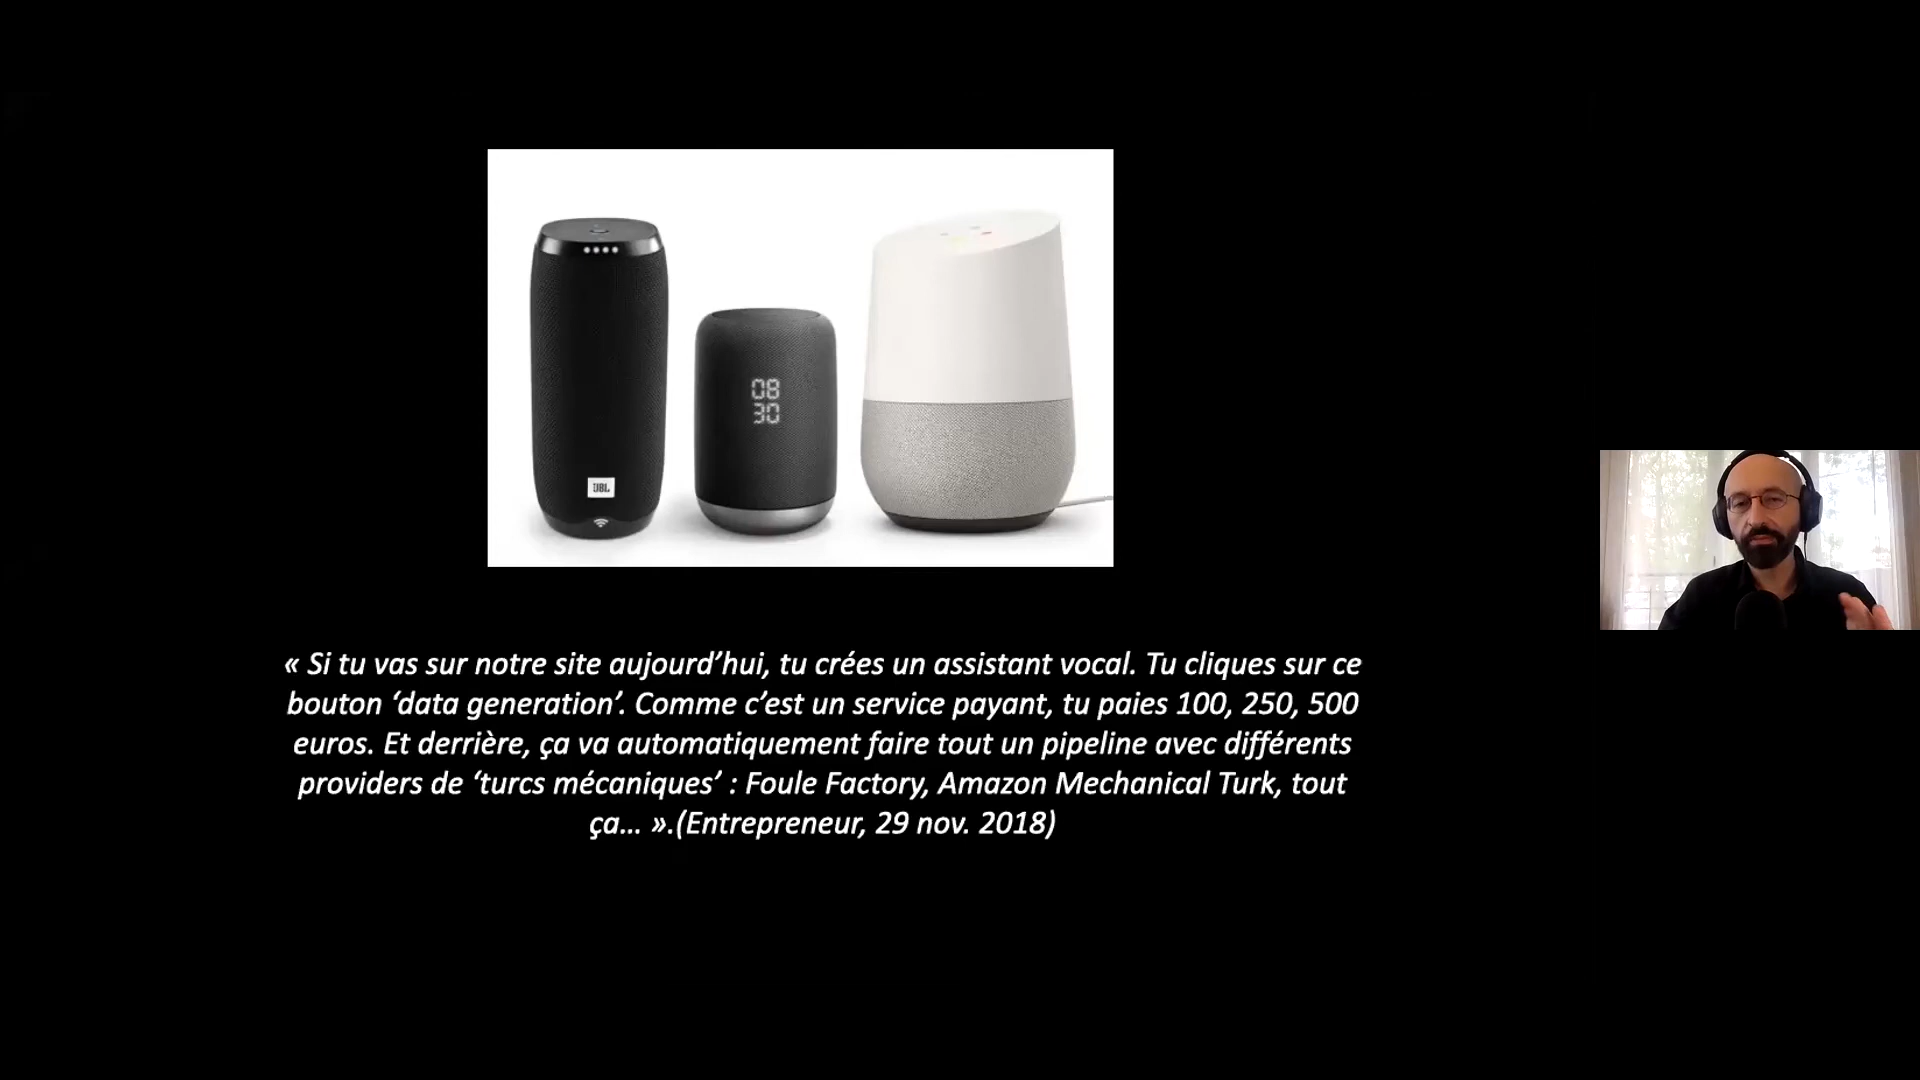 08
30
JBL
« Si tu vas sur notre site aujourd’hui, tu crées un assistant vocal. Tu cliques sur ce
bouton ‘data generation’. Comme c’est un service payant, tu paies 100, 250, 500
euros. Et derrière, ça va automatiquement faire tout un pipeline avec différents
providers de ‘turcs mécaniques’ : Foule Factory, Amazon Mechanical Turk, tout
ça… ».(Entrepreneur, 29 nov. 2018)